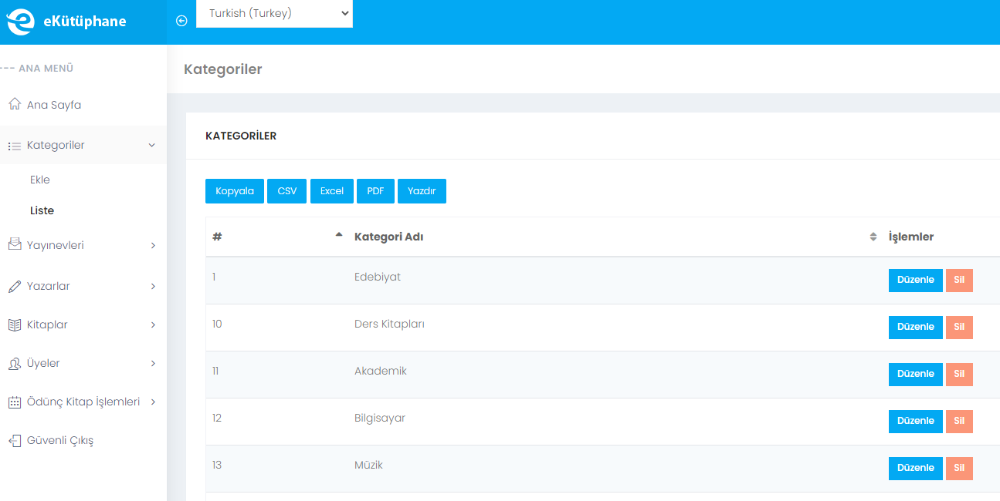 eKütüphane
Turkish (Turkey)
--- ANA MENÜ
Ana Sayfa
Kategoriler
Ekle
Liste
Yayınevleri
Yazarlar
Kitaplar
Üyeler
Ödünç Kitap İşlemleri
Güvenli Çıkış
Kategoriler
KATEGORİLER
Kopyala CSV Excel PDF Yazdır
# Kategori Adı İşlemler
1 Edebiyat Düzenle Sil
10 Ders Kitapları Düzenle Sil
11 Akademik Düzenle Sil
12 Bilgisayar Düzenle Sil
13 Müzik Düzenle Sil